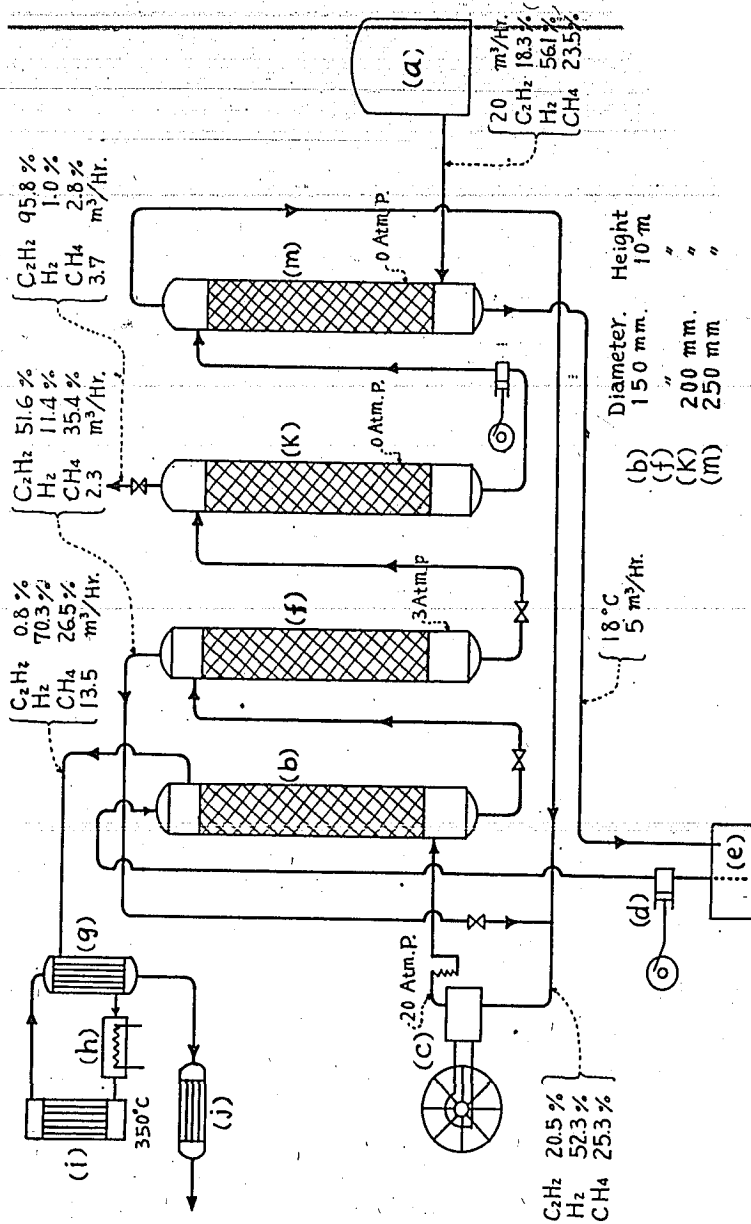 C₂H₂ 0.8 %
H₂ 70.3 %
CH₄ 26.5 %
13.5 m³/Hr.
C₂H₂ 51.6 %
H₂ 11.4 %
CH₄ 35.4 %
2.3 m³/Hr.
C₂H₂ 95.8 %
H₂ 1.0 %
CH₄ 2.8 %
3.7 m³/Hr.
(a)
20 m³/Hr.
C₂H₂ 18.3 %
H₂ 56.1 %
CH₄ 23.5 %
(g)
(h)
(i)
350°C
(j)
(b)
(f)
3 Atm.P
(K)
0 Atm.P.
(m)
0 Atm.P.
20 Atm.P.
(c)
C₂H₂ 20.5 %
H₂ 52.3 %
CH₄ 25.3 %
(d)
(e)
18°C
5 m³/Hr.
Diameter. Height
(b) 150 mm. 10 m
(f) " "
(K) 200 mm. "
(m) 250 mm "